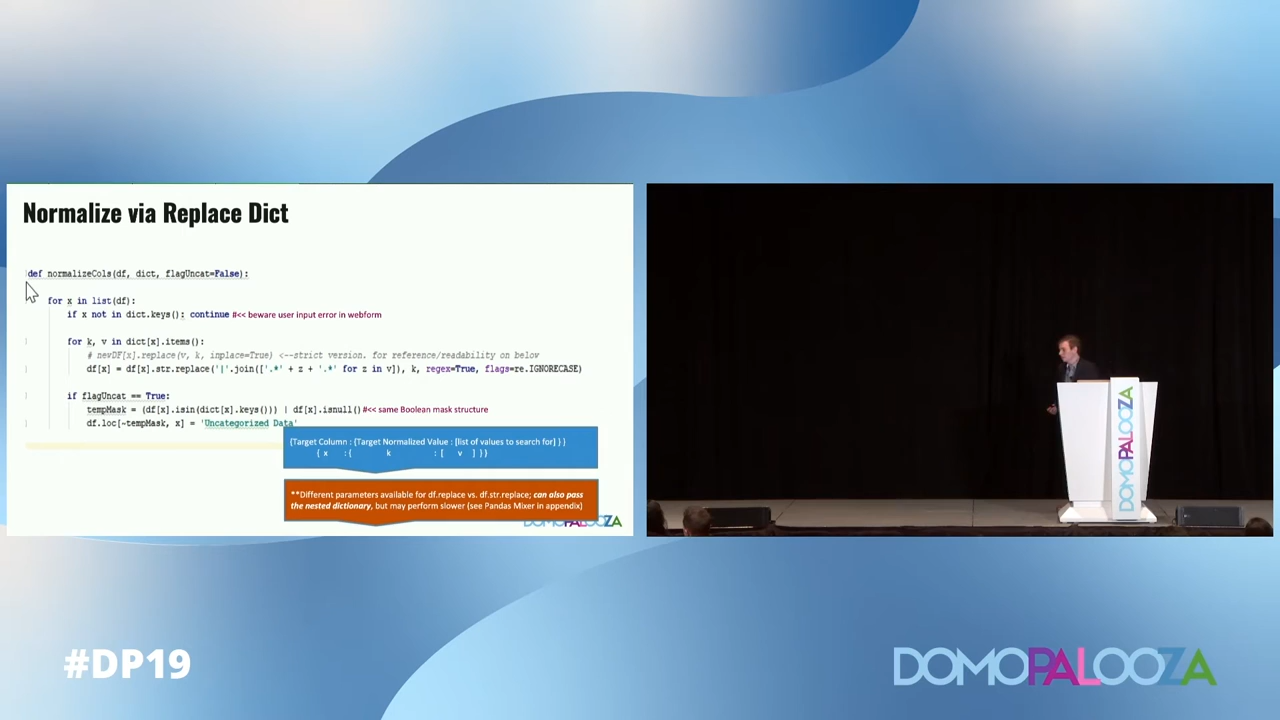 Normalize via Replace Dict
def normalizeCols(df, dict, flagUncat=False):
for x in list(df):
if x not in dict.keys(): continue #<< beware user input error in webform
for k, v in dict[x].items():
# nevDF[x].replace(v, k, inplace=True) <--strict version. for reference/readability on below
df[x] = df[x].str.replace('|'.join(['.*' + z + '.*' for z in v]), k, regex=True, flags=re.IGNORECASE)
if flagUncat == True:
tempMask = (df[x].isin(dict[x].keys())) | df[x].isnull() #<< same Boolean mask structure
df.loc[~tempMask, x] = 'Uncategorized Data'
{Target Column : {Target Normalized Value : [list of values to search for] } }
{ x : { k : [ v ] } }
**Different parameters available for df.replace vs. df.str.replace; can also pass
the nested dictionary, but may perform slower (see Pandas Mixer in appendix)
DOMOPALOOZA
DOMOPALOOZA
#DP19
DOMOPALOOZA